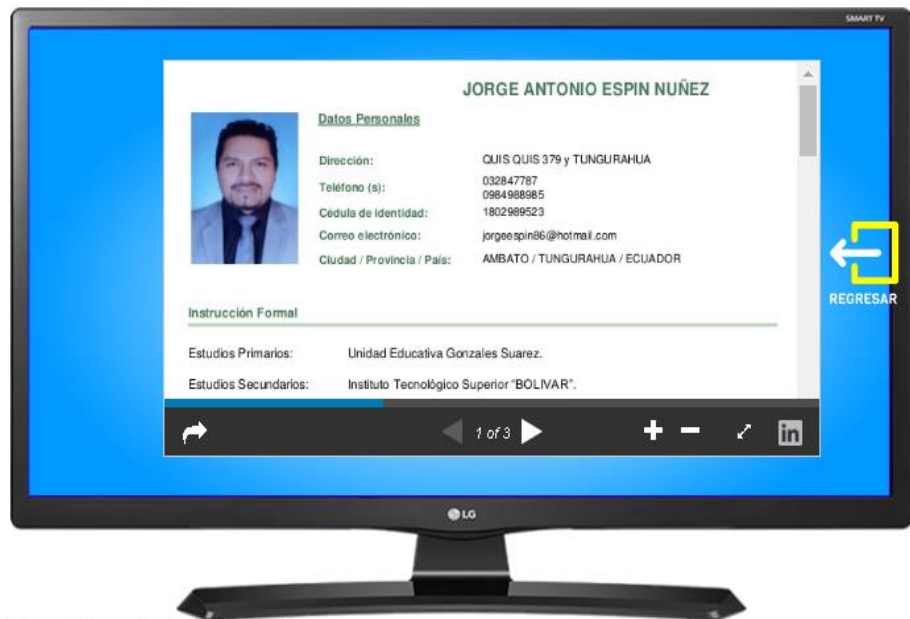 SMART TV
JORGE ANTONIO ESPIN NUÑEZ
Datos Personales
Dirección: QUIS QUIS 379 y TUNGURAHUA
Teléfono (s): 032847787
0984988985
Cédula de identidad: 1802989523
Correo electrónico: jorgeespin86@hotmail.com
Ciudad / Provincia / País: AMBATO / TUNGURAHUA / ECUADOR
REGRESAR
Instrucción Formal
Estudios Primarios: Unidad Educativa Gonzales Suarez.
Estudios Secundarios: Instituto Tecnológico Superior "BOLIVAR".
1 of 3
in
LG